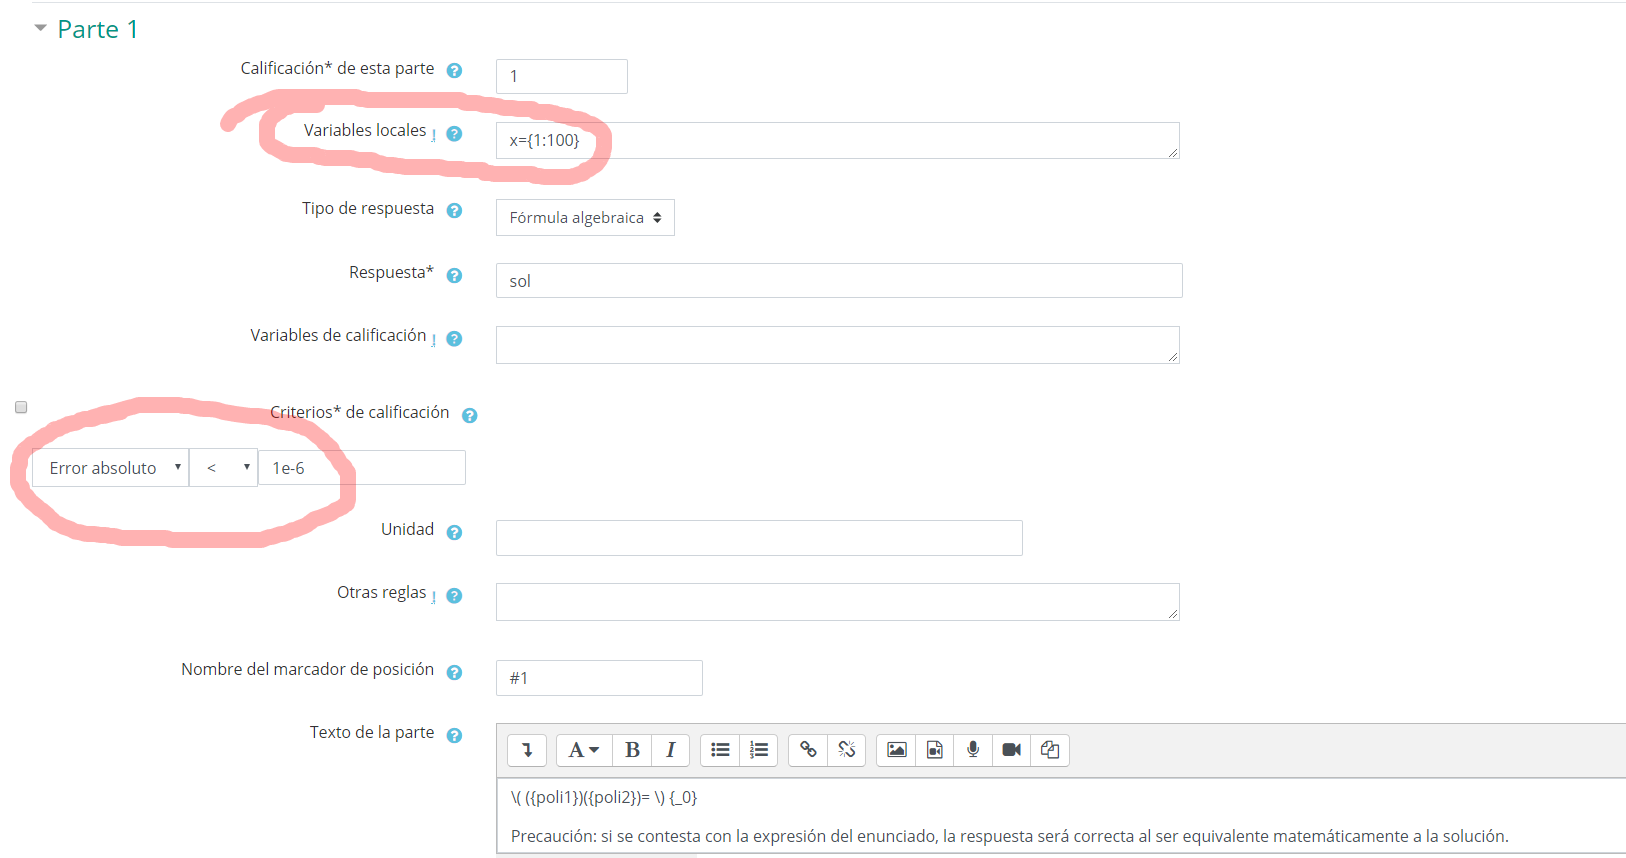 Parte 1
Calificación* de esta parte
1
Variables locales
x={1:100}
Tipo de respuesta
Fórmula algebraica
Respuesta*
sol
Variables de calificación
Criterios* de calificación
Error absoluto < 1e-6
Unidad
Otras reglas
Nombre del marcador de posición
#1
Texto de la parte
A B I
\( ({poli1})({poli2})= \) {_0}
Precaución: si se contesta con la expresión del enunciado, la respuesta será correcta al ser equivalente matemáticamente a la solución.